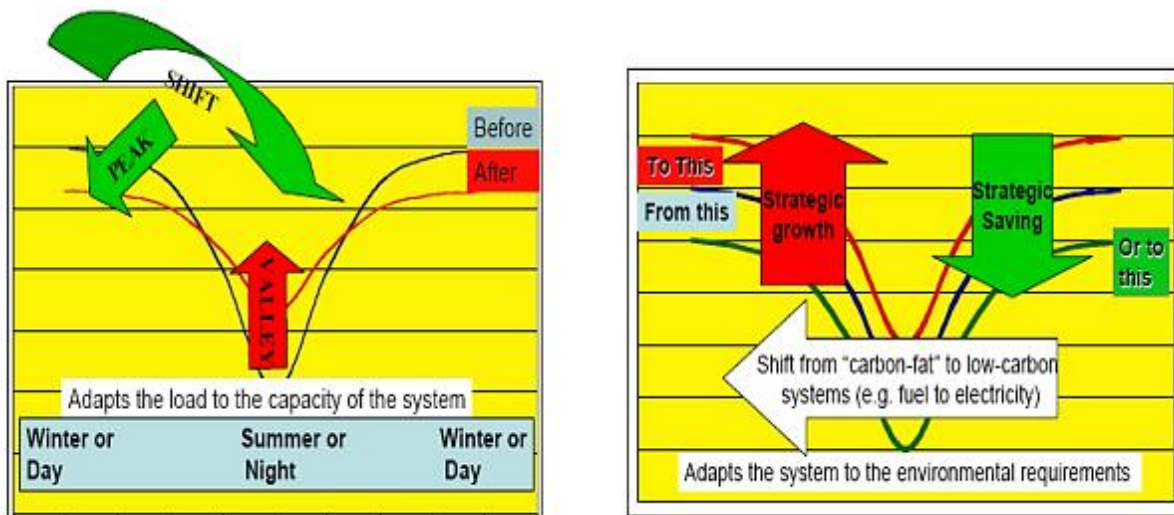 SHIFT
PEAK
Before
After
VALLEY
Adapts the load to the capacity of the system
Winter or Summer or Winter or
Day Night Day
To This
From this
Strategic
growth
Strategic
Saving
Or to
this
Shift from “carbon-fat” to low-carbon
systems (e.g. fuel to electricity)
Adapts the system to the environmental requirements